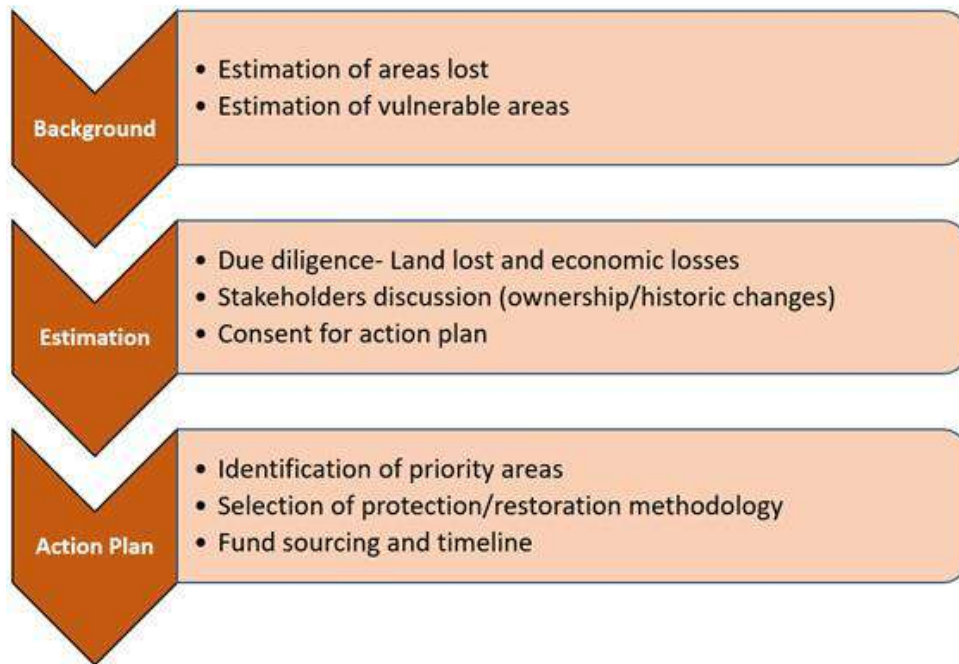 Background
• Estimation of areas lost
• Estimation of vulnerable areas
Estimation
• Due diligence- Land lost and economic losses
• Stakeholders discussion (ownership/historic changes)
• Consent for action plan
Action Plan
• Identification of priority areas
• Selection of protection/restoration methodology
• Fund sourcing and timeline